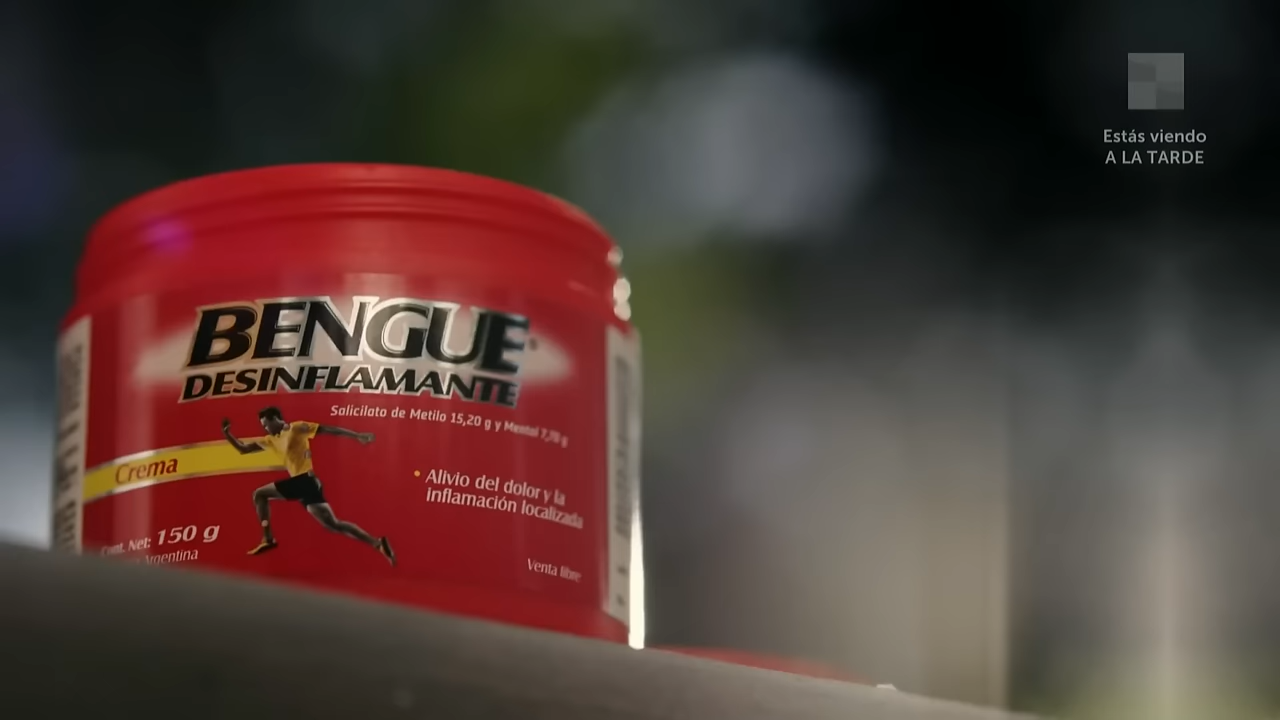 Estás viendo
A LA TARDE
BENGUE
DESINFLAMANTE
Salicilato de Metilo 15,20 g y Mentol 7,70 g
Crema
• Alivio del dolor y la
inflamación localizada
Cont. Net: 150 g
Argentina
Venta libre